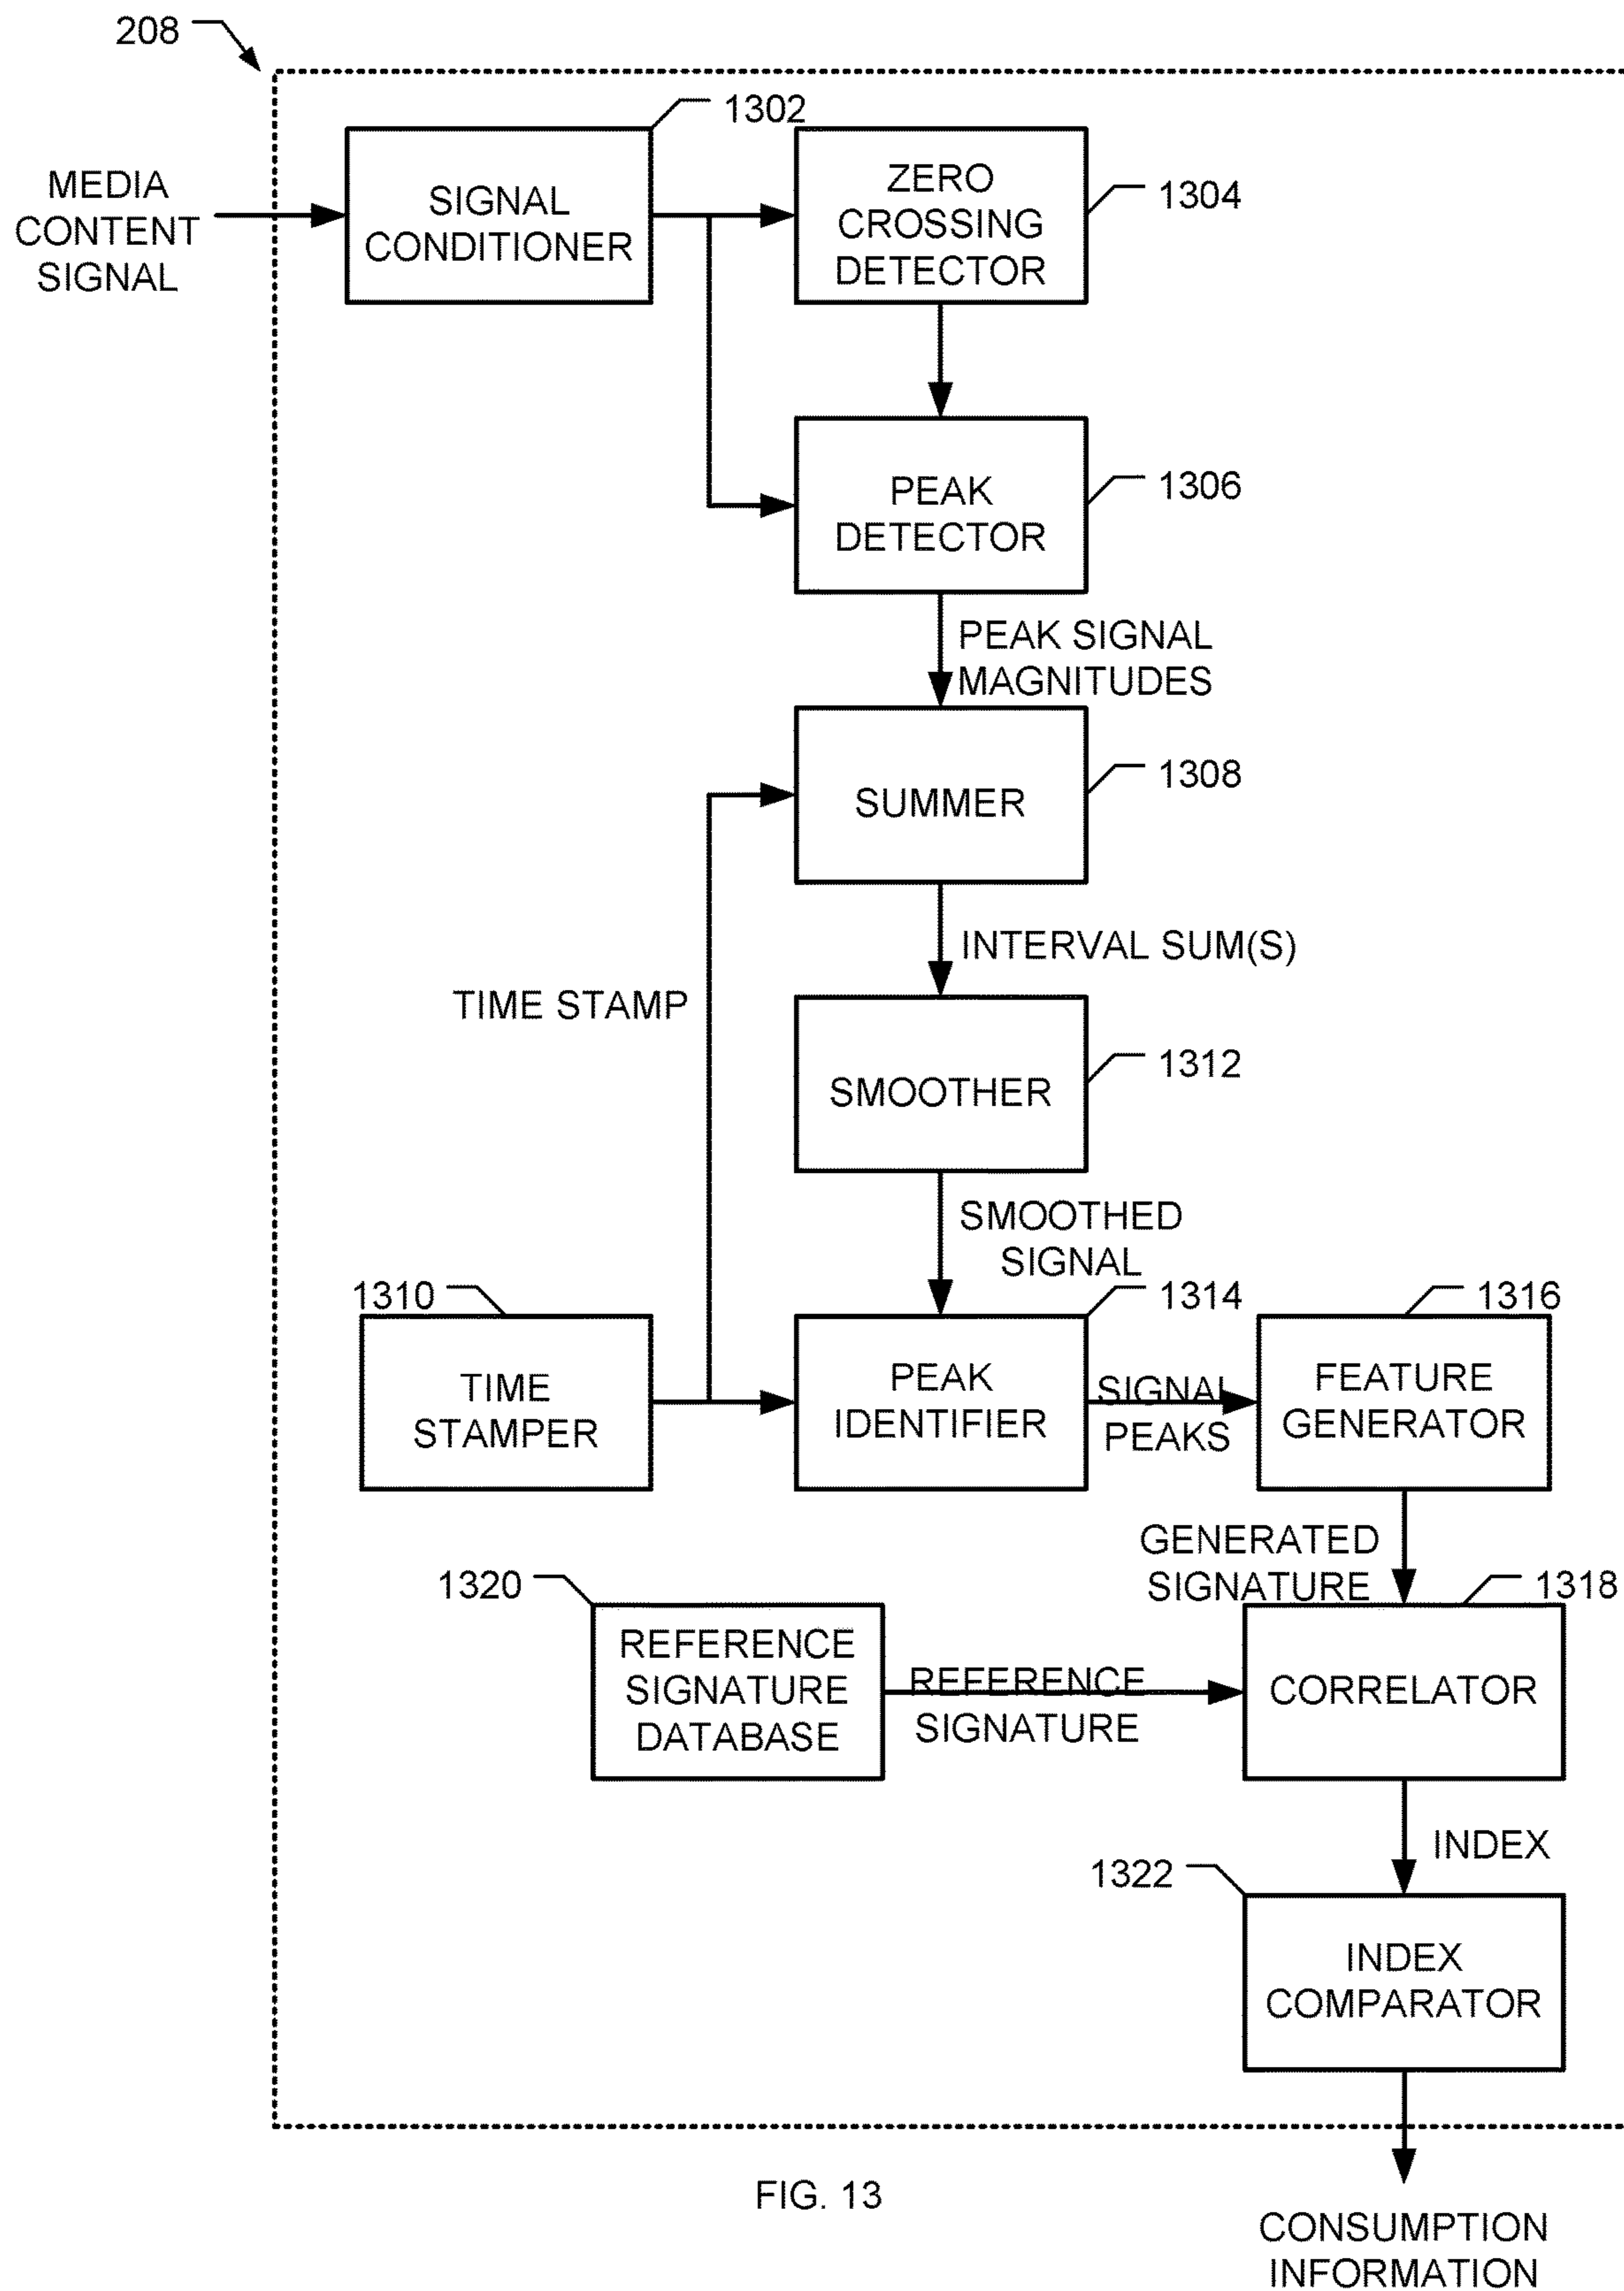 208
1302
MEDIA
CONTENT
SIGNAL
SIGNAL
CONDITIONER
ZERO
CROSSING
DETECTOR
1304
PEAK
DETECTOR
1306
PEAK SIGNAL
MAGNITUDES
SUMMER
1308
INTERVAL SUM(S)
TIME STAMP
SMOOTHER
1312
SMOOTHED
SIGNAL
1310
1314
1316
TIME
STAMPER
PEAK
IDENTIFIER
SIGNAL
PEAKS
FEATURE
GENERATOR
GENERATED
SIGNATURE
1320
1318
REFERENCE
SIGNATURE
DATABASE
REFERENCE
SIGNATURE
CORRELATOR
INDEX
1322
INDEX
COMPARATOR
FIG. 13
CONSUMPTION
INFORMATION